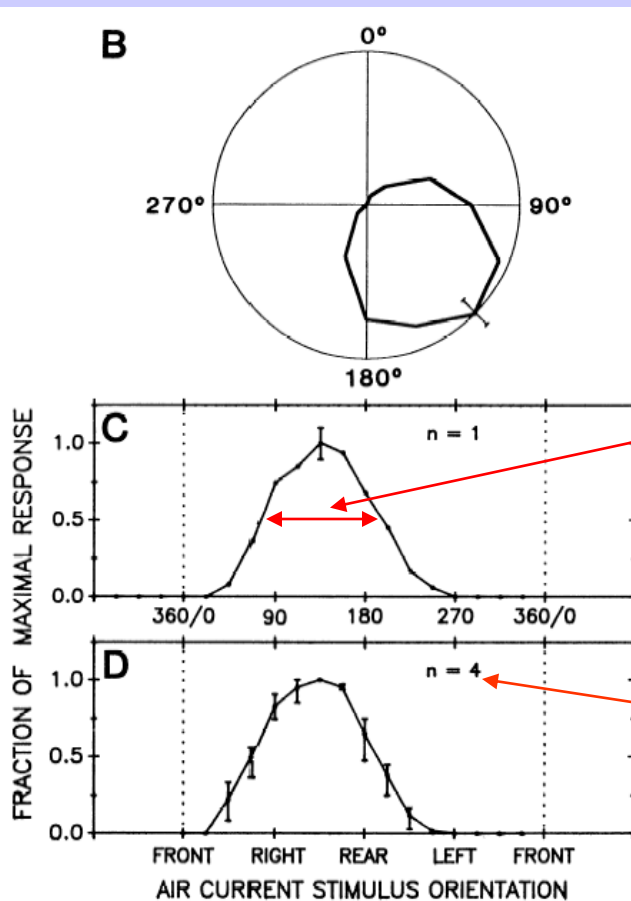 B
0°
270°
90°
180°
FRACTION OF MAXIMAL RESPONSE
C
n = 1
1.0
0.5
0.0
360/0 90 180 270 360/0
D
n = 4
1.0
0.5
0.0
FRONT RIGHT REAR LEFT FRONT
AIR CURRENT STIMULUS ORIENTATION